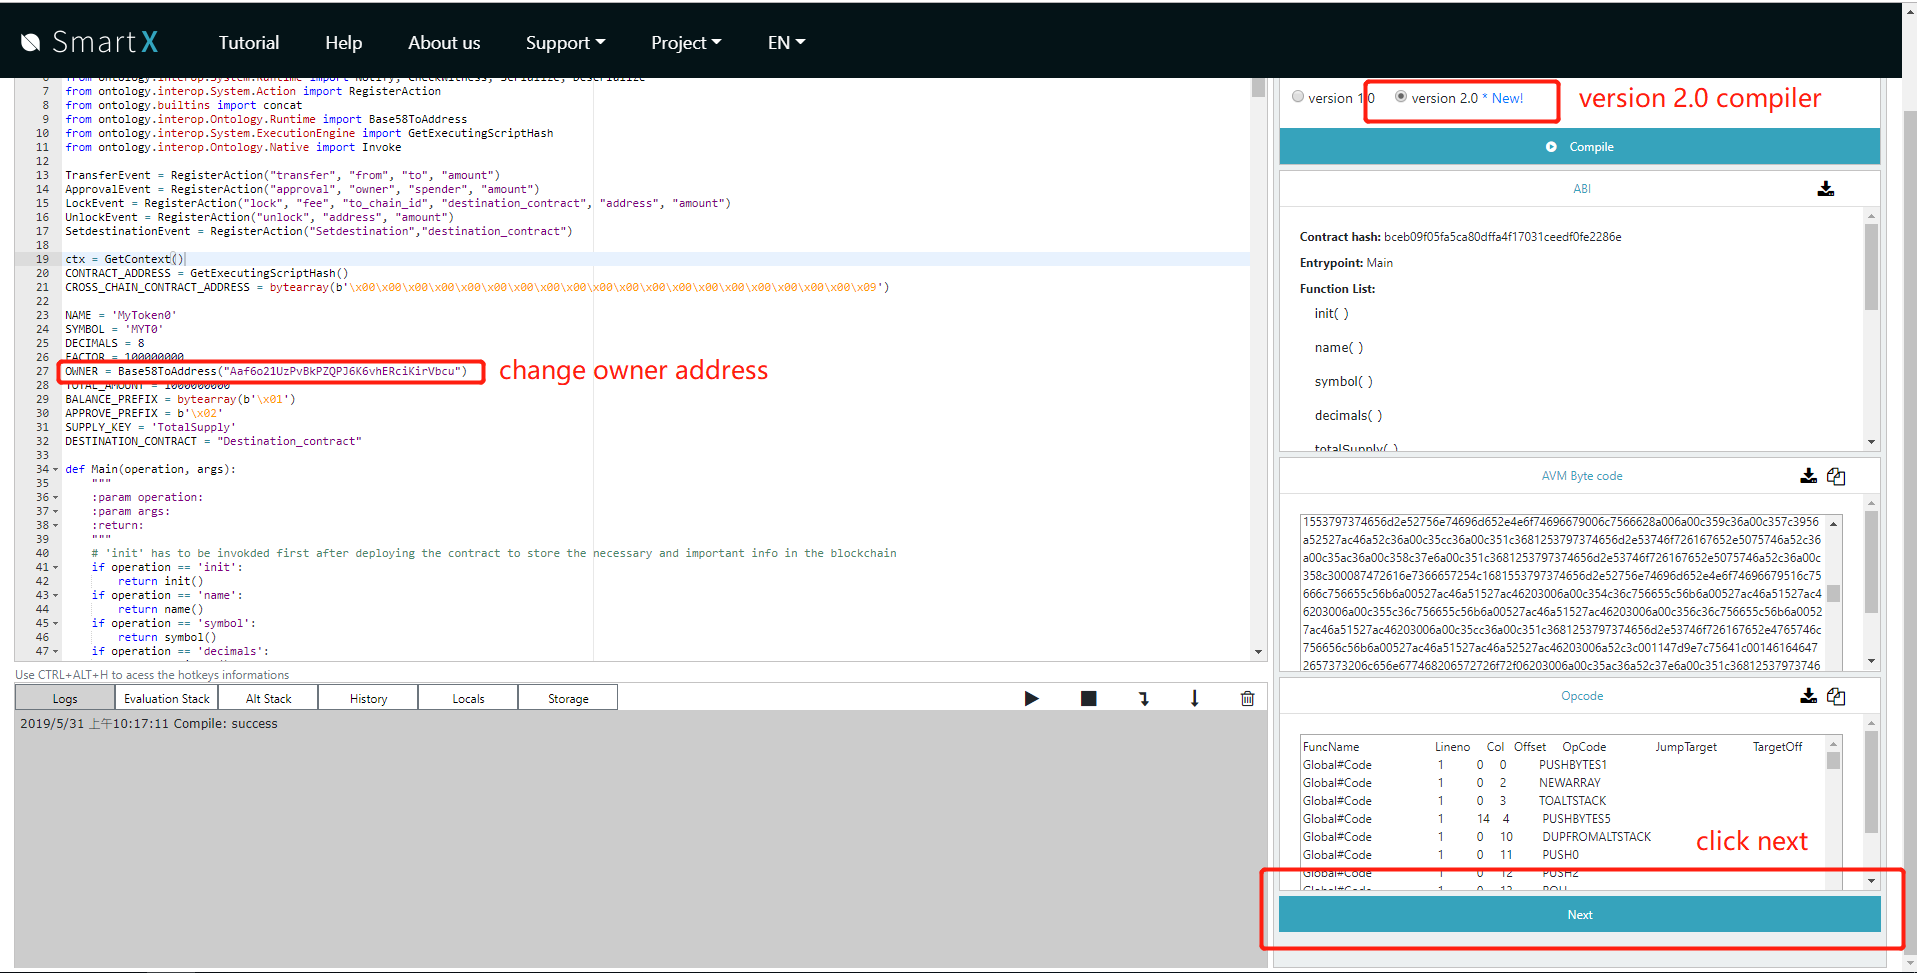 SmartX
Tutorial
Help
About us
Support
Project
EN
6 from ontology.interop.System.Runtime import Notify, CheckWitness, Serialize, Deserialize
7 from ontology.interop.System.Action import RegisterAction
8 from ontology.builtins import concat
9 from ontology.interop.Ontology.Runtime import Base58ToAddress
10 from ontology.interop.System.ExecutionEngine import GetExecutingScriptHash
11 from ontology.interop.Ontology.Native import Invoke
12
13 TransferEvent = RegisterAction("transfer", "from", "to", "amount")
14 ApprovalEvent = RegisterAction("approval", "owner", "spender", "amount")
15 LockEvent = RegisterAction("lock", "fee", "to_chain_id", "destination_contract", "address", "amount")
16 UnlockEvent = RegisterAction("unlock", "address", "amount")
17 SetdestinationEvent = RegisterAction("Setdestination","destination_contract")
18
19 ctx = GetContext()
20 CONTRACT_ADDRESS = GetExecutingScriptHash()
21 CROSS_CHAIN_CONTRACT_ADDRESS = bytearray(b'\x00\x00\x00\x00\x00\x00\x00\x00\x00\x00\x00\x00\x00\x00\x00\x00\x00\x00\x00\x09')
22
23 NAME = 'MyToken0'
24 SYMBOL = 'MYT0'
25 DECIMALS = 8
26 FACTOR = 100000000
27 OWNER = Base58ToAddress("Aaf6o21UzPvBkPZQPJ6K6vhERciKirVbcu")
change owner address
28 TOTAL_AMOUNT = 1000000000
29 BALANCE_PREFIX = bytearray(b'\x01')
30 APPROVE_PREFIX = b'\x02'
31 SUPPLY_KEY = 'TotalSupply'
32 DESTINATION_CONTRACT = "Destination_contract"
33
34 def Main(operation, args):
35 """
36 :param operation:
37 :param args:
38 :return:
39 """
40 # 'init' has to be invokded first after deploying the contract to store the necessary and important info in the blockchain
41 if operation == 'init':
42 return init()
43 if operation == 'name':
44 return name()
45 if operation == 'symbol':
46 return symbol()
47 if operation == 'decimals':
Use CTRL+ALT+H to acess the hotkeys informations
Logs
Evaluation Stack
Alt Stack
History
Locals
Storage
2019/5/31 上午10:17:11 Compile: success
version 1.0
version 2.0 * New!
version 2.0 compiler
Compile
ABI
Contract hash: bceb09f05fa5ca80dffa4f17031ceedf0fe2286e
Entrypoint: Main
Function List:
init( )
name( )
symbol( )
decimals( )
totalSupply( )
AVM Byte code
1553797374656d2e52756e74696d652e4e6f74696679006c7566628a006a00c359c36a00c357c3956
a52527ac46a52c36a00c35cc36a00c351c3681253797374656d2e53746f726167652e5075746a52c36
a00c35ac36a00c358c37e6a00c351c3681253797374656d2e53746f726167652e5075746a52c36a00c
358c300087472616e7366657254c1681553797374656d2e52756e74696d652e4e6f74696679516c75
666c756655c56b6a00527ac46a51527ac46203006a00c354c36c756655c56b6a00527ac46a51527ac4
6203006a00c355c36c756655c56b6a00527ac46a51527ac46203006a00c356c36c756655c56b6a0052
7ac46a51527ac46203006a00c35cc36a00c351c3681253797374656d2e53746f726167652e4765746c
756656c56b6a00527ac46a51527ac46a52527ac46203006a52c3c001147d9e7c75641c00146164647
2657373206c656e677468206572726f72f06203006a00c35ac36a52c37e6a00c351c36812537973746
Opcode
FuncName Lineno Col Offset OpCode JumpTarget TargetOff
Global#Code 1 0 0 PUSHBYTES1
Global#Code 1 0 2 NEWARRAY
Global#Code 1 0 3 TOALTSTACK
Global#Code 1 14 4 PUSHBYTES5
Global#Code 1 0 10 DUPFROMALTSTACK
Global#Code 1 0 11 PUSH0
Global#Code 1 0 12 PUSH2
Global#Code 1 0 13 ROLL
click next
Next